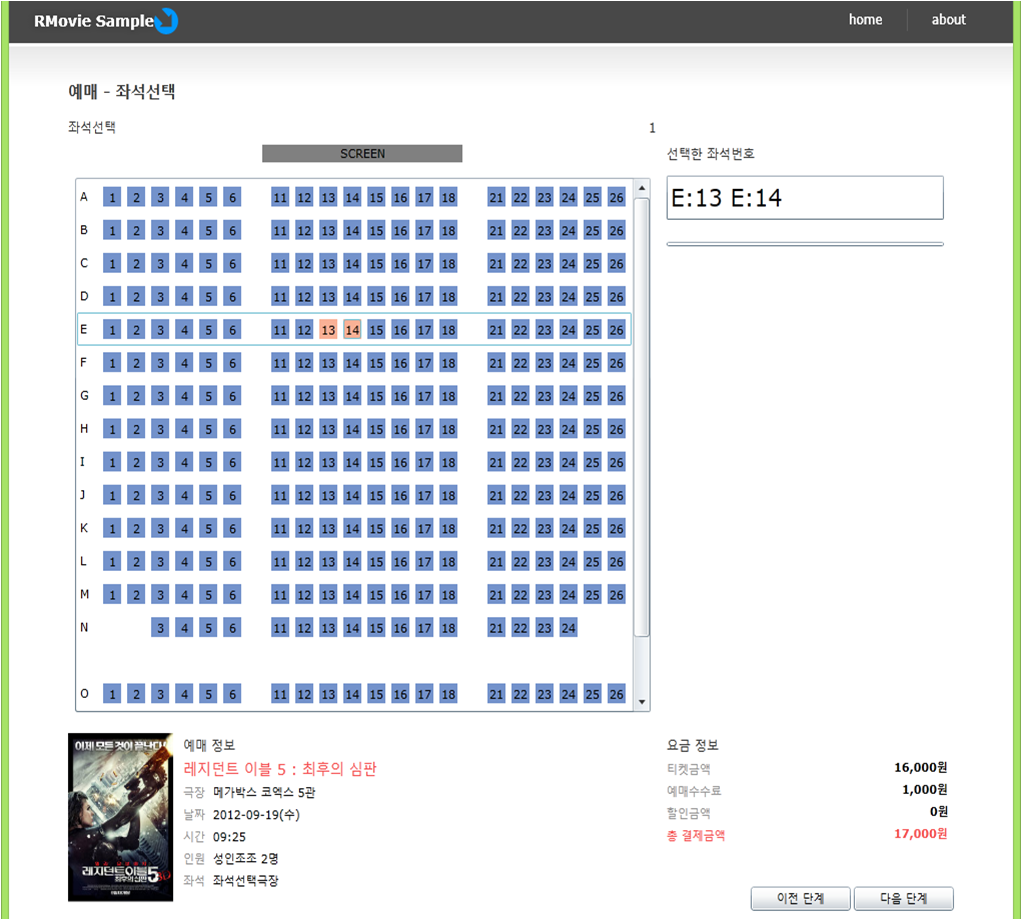 RMovie Sample
home
about
예매 - 좌석선택
좌석선택
1
SCREEN
선택한 좌석번호
E:13 E:14
A 1 2 3 4 5 6 11 12 13 14 15 16 17 18 21 22 23 24 25 26
B 1 2 3 4 5 6 11 12 13 14 15 16 17 18 21 22 23 24 25 26
C 1 2 3 4 5 6 11 12 13 14 15 16 17 18 21 22 23 24 25 26
D 1 2 3 4 5 6 11 12 13 14 15 16 17 18 21 22 23 24 25 26
E 1 2 3 4 5 6 11 12 13 14 15 16 17 18 21 22 23 24 25 26
F 1 2 3 4 5 6 11 12 13 14 15 16 17 18 21 22 23 24 25 26
G 1 2 3 4 5 6 11 12 13 14 15 16 17 18 21 22 23 24 25 26
H 1 2 3 4 5 6 11 12 13 14 15 16 17 18 21 22 23 24 25 26
I 1 2 3 4 5 6 11 12 13 14 15 16 17 18 21 22 23 24 25 26
J 1 2 3 4 5 6 11 12 13 14 15 16 17 18 21 22 23 24 25 26
K 1 2 3 4 5 6 11 12 13 14 15 16 17 18 21 22 23 24 25 26
L 1 2 3 4 5 6 11 12 13 14 15 16 17 18 21 22 23 24 25 26
M 1 2 3 4 5 6 11 12 13 14 15 16 17 18 21 22 23 24 25 26
N 3 4 5 6 11 12 13 14 15 16 17 18 21 22 23 24
O 1 2 3 4 5 6 11 12 13 14 15 16 17 18 21 22 23 24 25 26
이제 모든 것이 끝난다!
레지던트 이블 5 3D
최후의 심판
예매 정보
레지던트 이블 5 : 최후의 심판
극장 메가박스 코엑스 5관
날짜 2012-09-19(수)
시간 09:25
인원 성인조조 2명
좌석 좌석선택극장
요금 정보
티켓금액 16,000원
예매수수료 1,000원
할인금액 0원
총 결제금액 17,000원
이전 단계
다음 단계